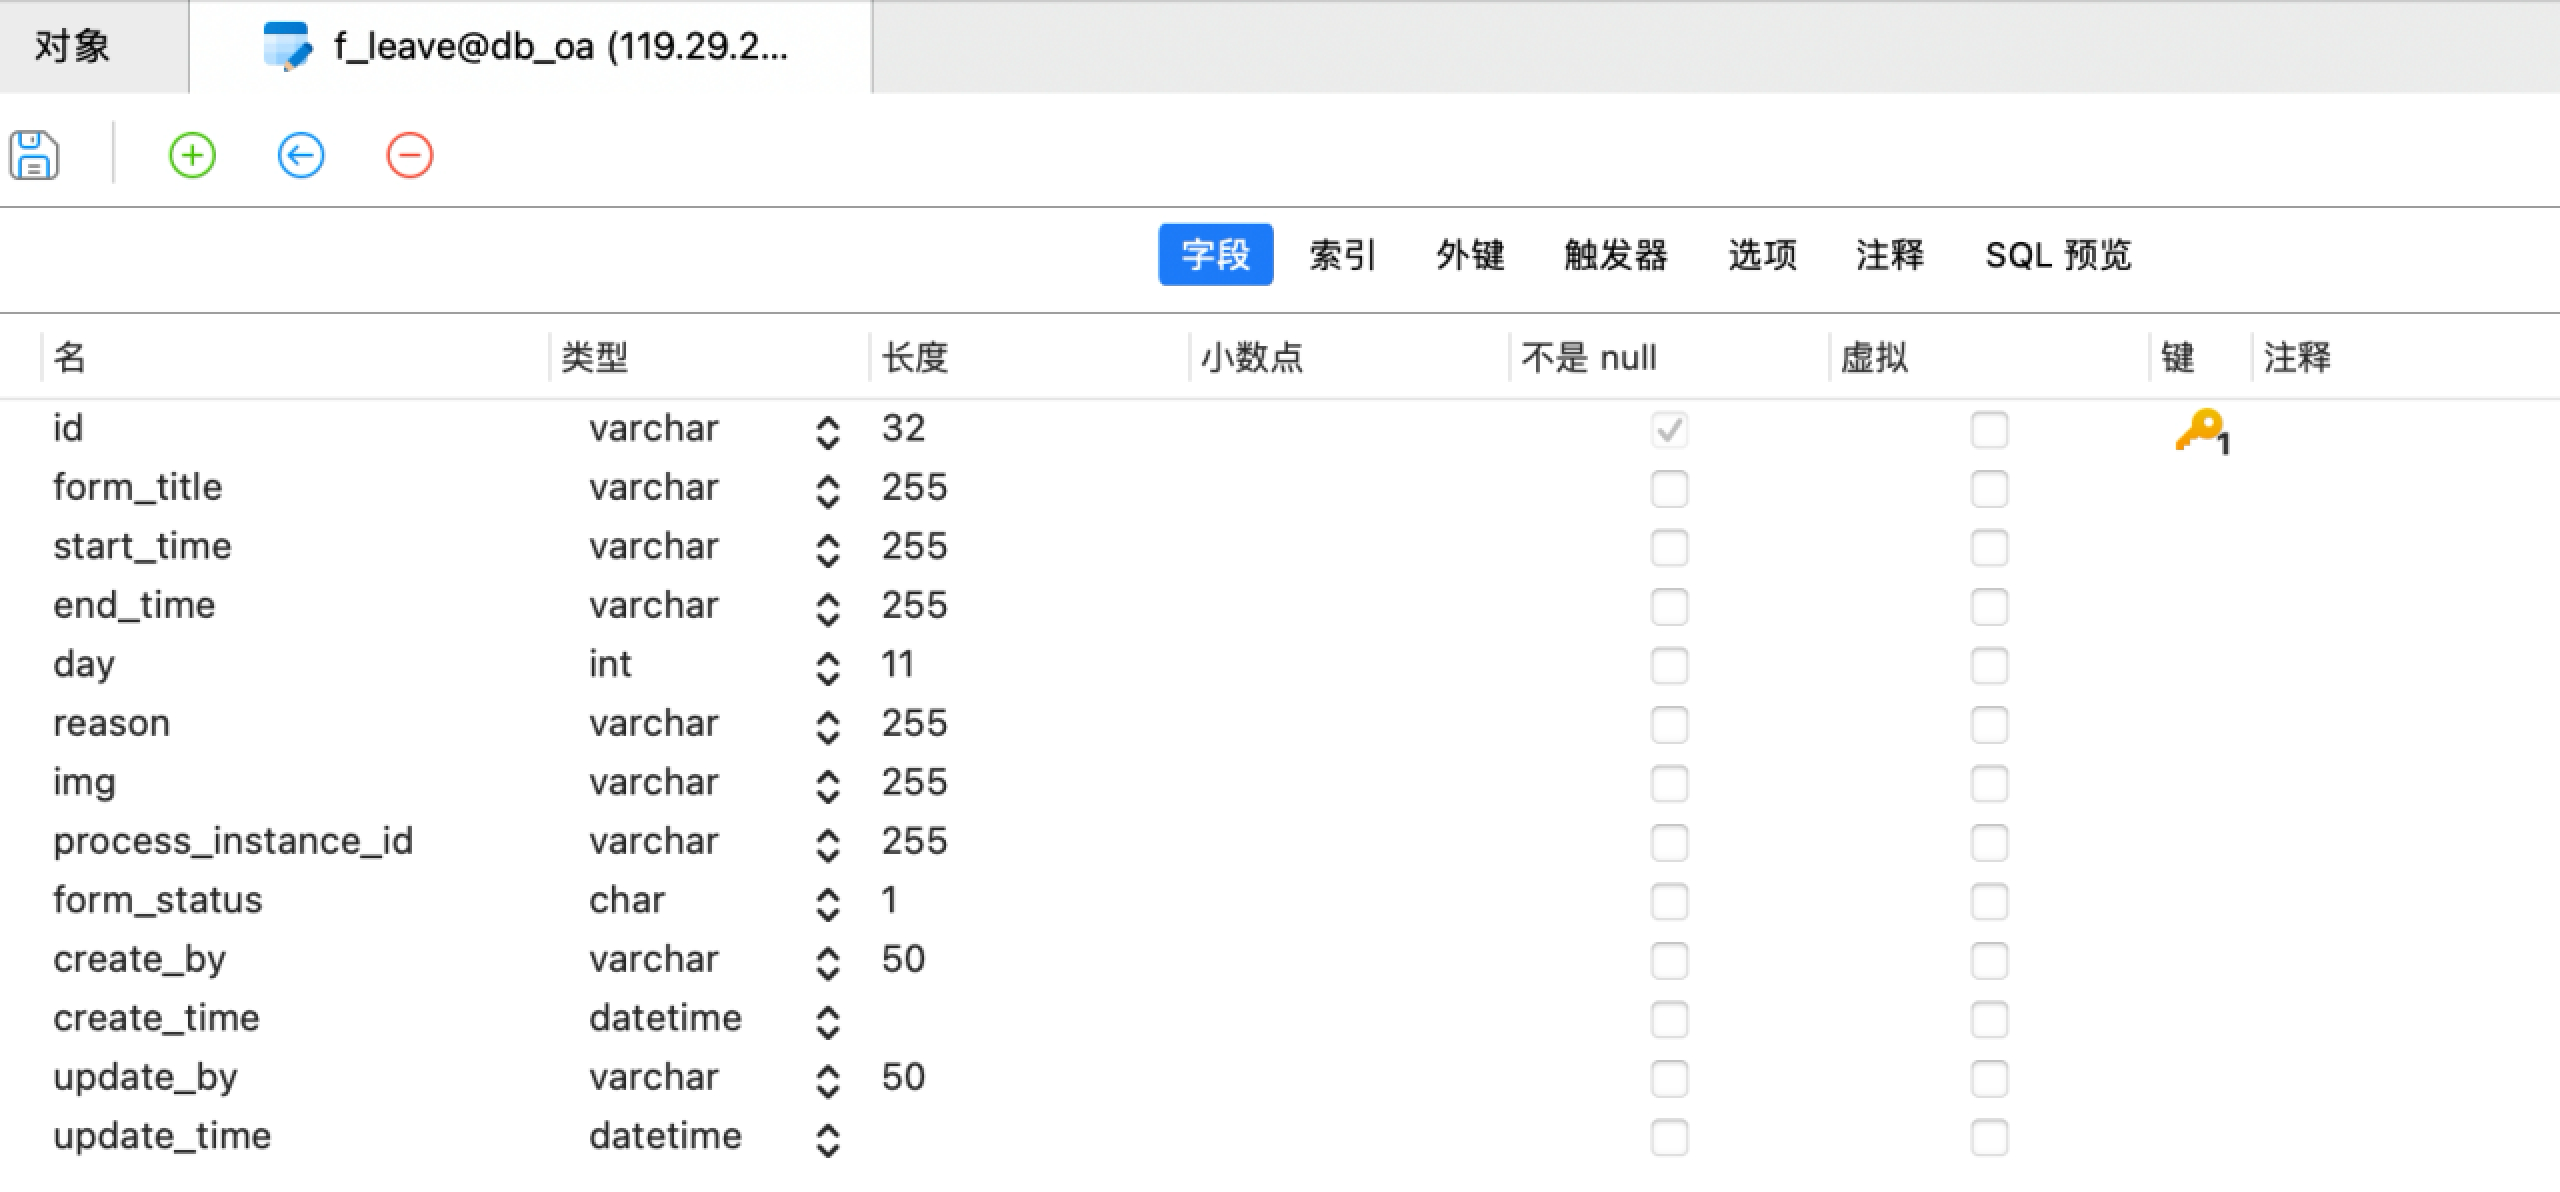 对象 f_leave@db_oa (119.29.2...
字段 索引 外键 触发器 选项 注释 SQL 预览
名 类型 长度 小数点 不是 null 虚拟 键 注释
id varchar 32 1
form_title varchar 255
start_time varchar 255
end_time varchar 255
day int 11
reason varchar 255
img varchar 255
process_instance_id varchar 255
form_status char 1
create_by varchar 50
create_time datetime
update_by varchar 50
update_time datetime